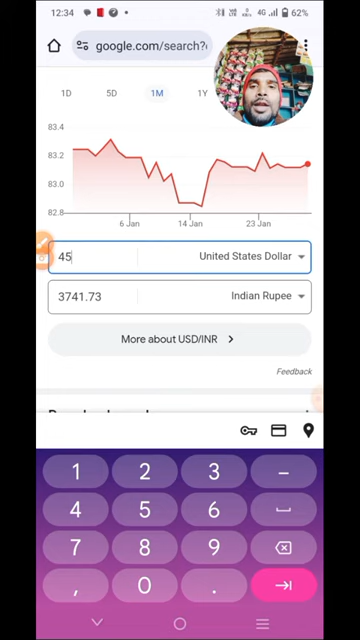 12:34
4G
62%
google.com/search?
1D 5D 1M 1Y
83.4
83.2
83.0
82.8
6 Jan 14 Jan 23 Jan
45 United States Dollar
3741.73 Indian Rupee
More about USD/INR
Feedback
1 2 3 –
4 5 6
7 8 9
, 0 .